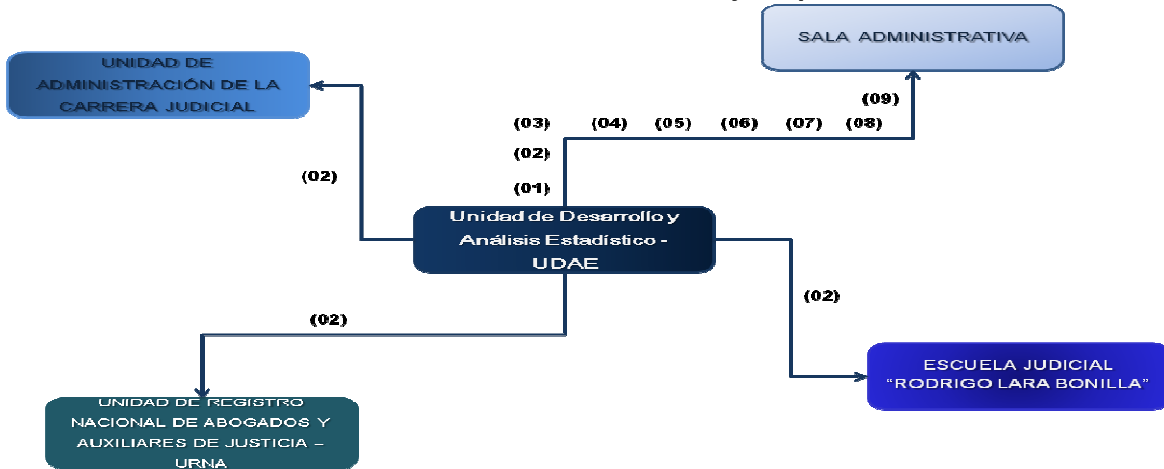 SALA ADMINISTRATIVA
UNIDAD DE
ADMINISTRACIÓN DE LA
CARRERA JUDICIAL
(09)
(03) (04) (05) (06) (07) (08)
(02)
(02)
(01)
Unidad de Desarrollo y
Análisis Estadístico -
UDAE
(02)
(02)
ESCUELA JUDICIAL
“RODRIGO LARA BONILLA”
UNIDAD DE REGISTRO
NACIONAL DE ABOGADOS Y
AUXILIARES DE JUSTICIA –
URNA